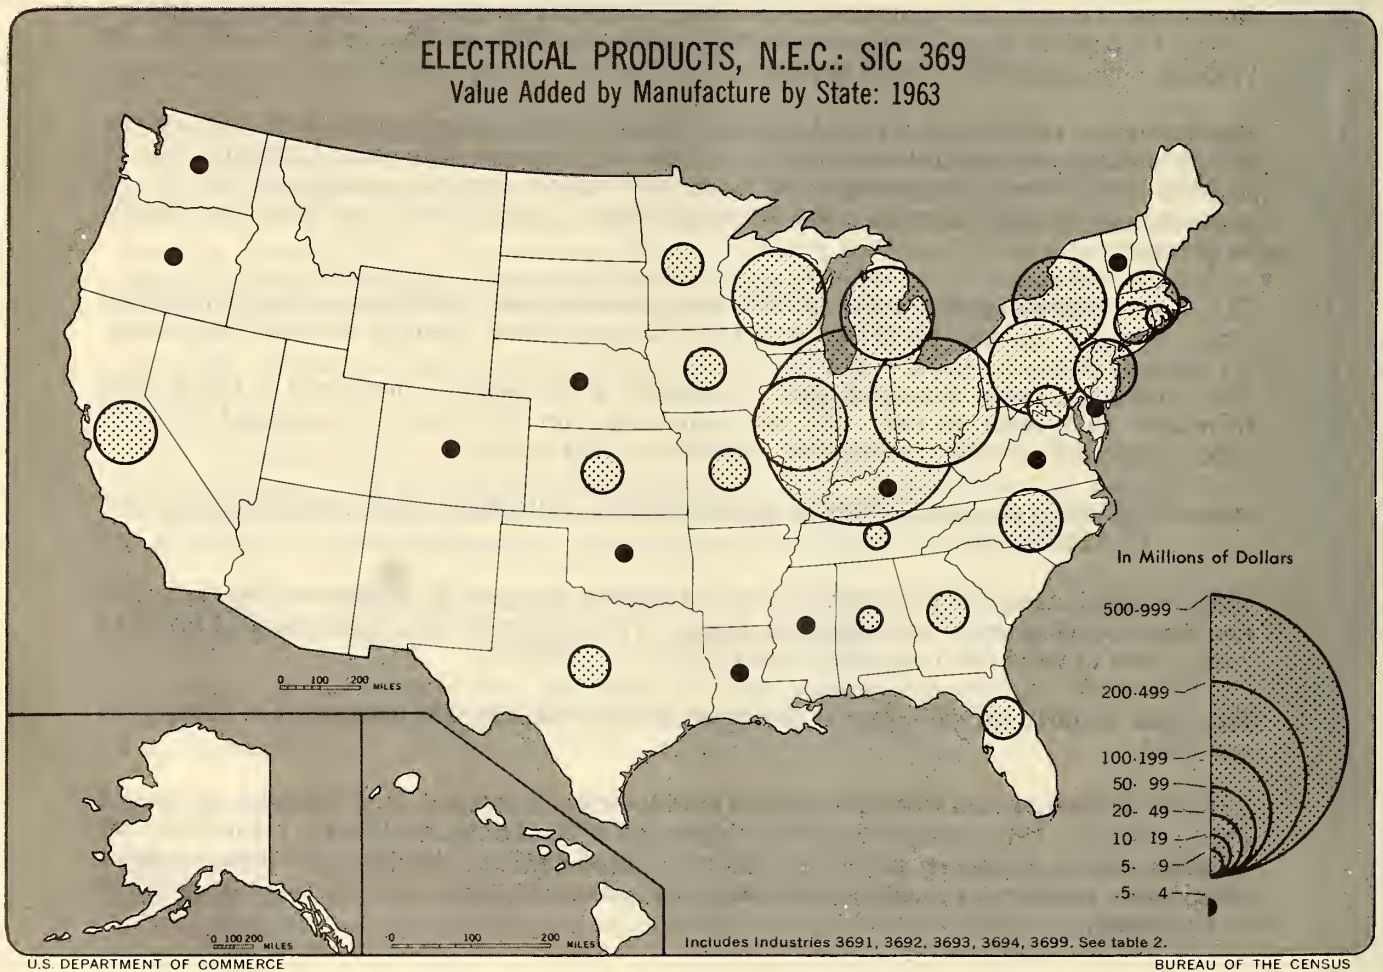 ELECTRICAL PRODUCTS, N.E.C.: SIC 369
Value Added by Manufacture by State: 1963
In Millions of Dollars
500-999
200-499
100-199
50- 99
20- 49
10- 19
5- 9
.5- 4
0 100 200 MILES
0 100 200 MILES
0 100 200 MILES
Includes Industries 3691, 3692, 3693, 3694, 3699. See table 2.
U.S. DEPARTMENT OF COMMERCE
BUREAU OF THE CENSUS